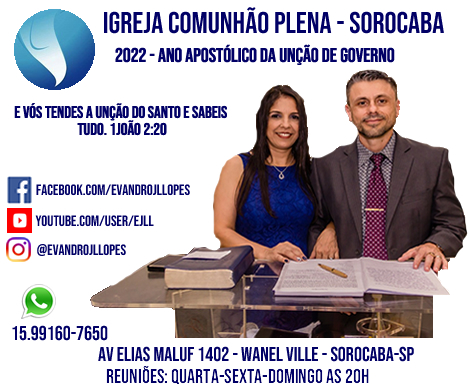 IGREJA COMUNHÃO PLENA - SOROCABA
2022 - ANO APOSTÓLICO DA UNÇÃO DE GOVERNO
E VÓS TENDES A UNÇÃO DO SANTO E SABEIS
TUDO. 1JOÃO 2:20
FACEBOOK.COM/EVANDROJLLOPES
YOUTUBE.COM/USER/EJLL
@EVANDROJLLOPES
15.99160-7650
AV ELIAS MALUF 1402 - WANEL VILLE - SOROCABA-SP
REUNIÕES: QUARTA-SEXTA-DOMINGO AS 20H